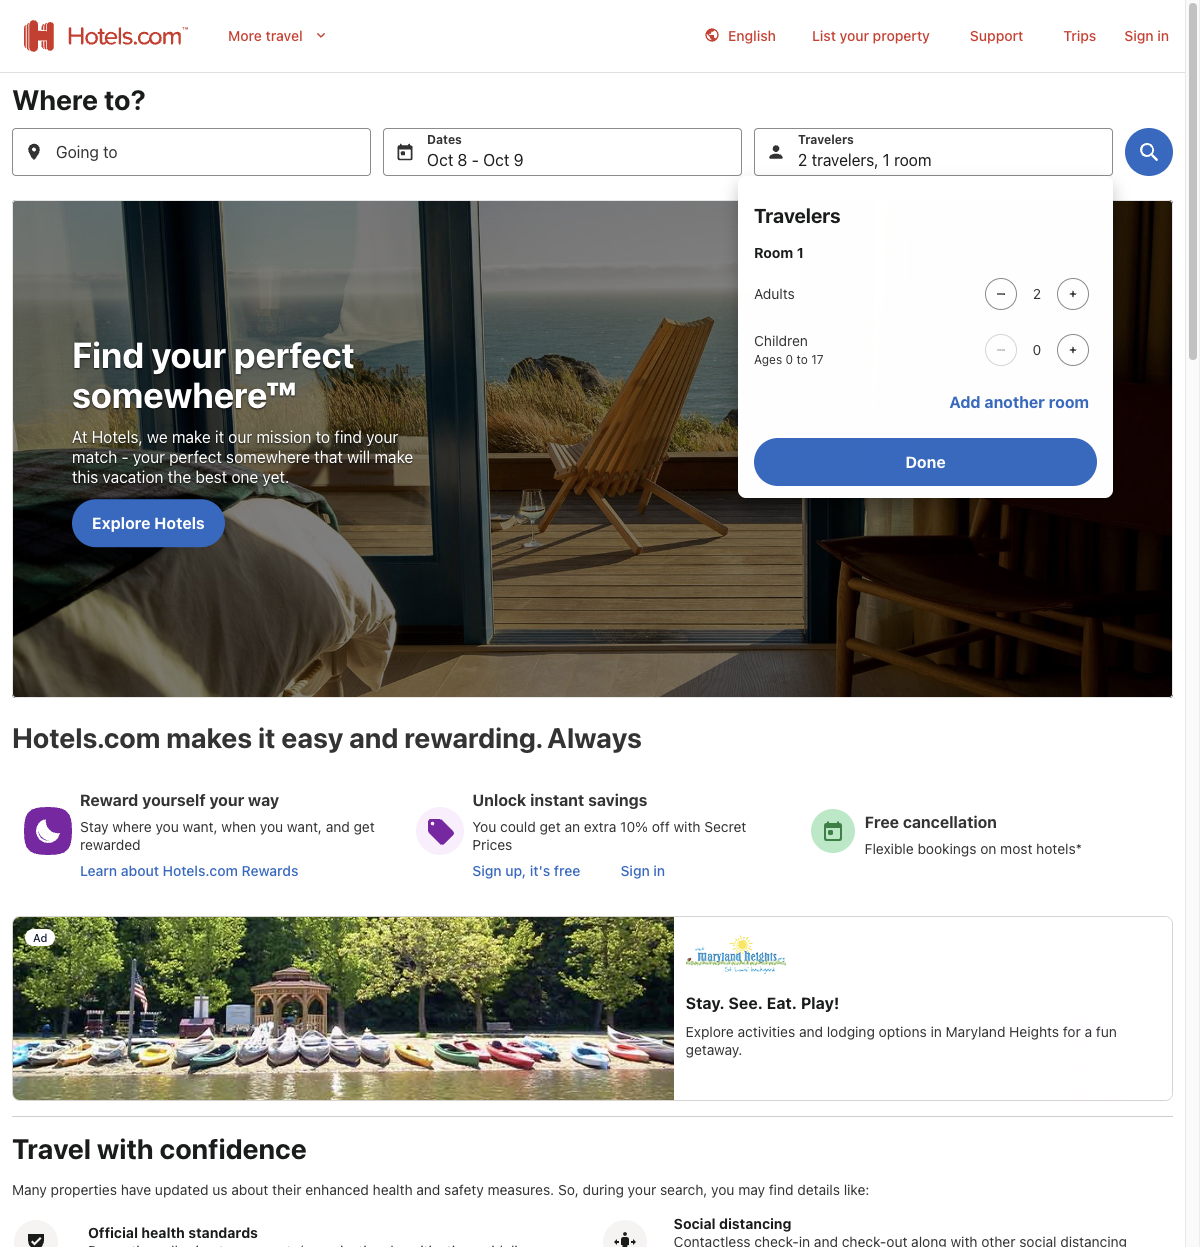 Hotels.com™
More travel
English
List your property
Support
Trips
Sign in
Where to?
Going to
Dates
Oct 8 - Oct 9
Travelers
2 travelers, 1 room
Travelers
Room 1
Adults
2
Children
Ages 0 to 17
0
Add another room
Done
Find your perfect
somewhere™
At Hotels, we make it our mission to find your
match - your perfect somewhere that will make
this vacation the best one yet.
Explore Hotels
Hotels.com makes it easy and rewarding. Always
Reward yourself your way
Stay where you want, when you want, and get
rewarded
Learn about Hotels.com Rewards
Unlock instant savings
You could get an extra 10% off with Secret
Prices
Sign up, it's free
Sign in
Free cancellation
Flexible bookings on most hotels*
Ad
Maryland Heights
St. Louis' backyard
Stay. See. Eat. Play!
Explore activities and lodging options in Maryland Heights for a fun
getaway.
Travel with confidence
Many properties have updated us about their enhanced health and safety measures. So, during your search, you may find details like:
Official health standards
Social distancing
Contactless check-in and check-out along with other social distancing